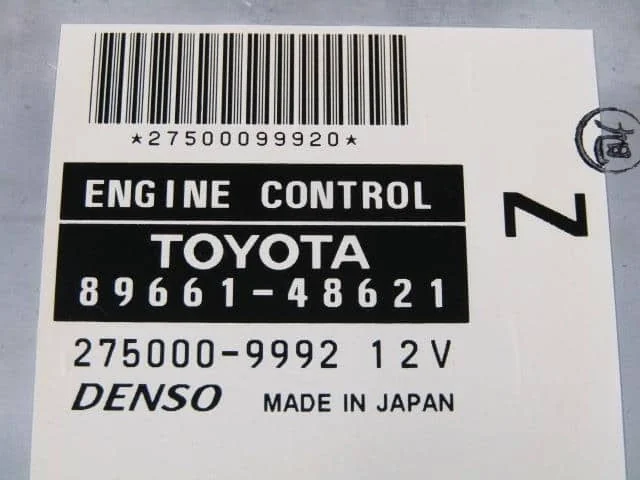 *27500099920*
ENGINE CONTROL
TOYOTA
89661-48621
275000-9992 12V
DENSO MADE IN JAPAN
Z